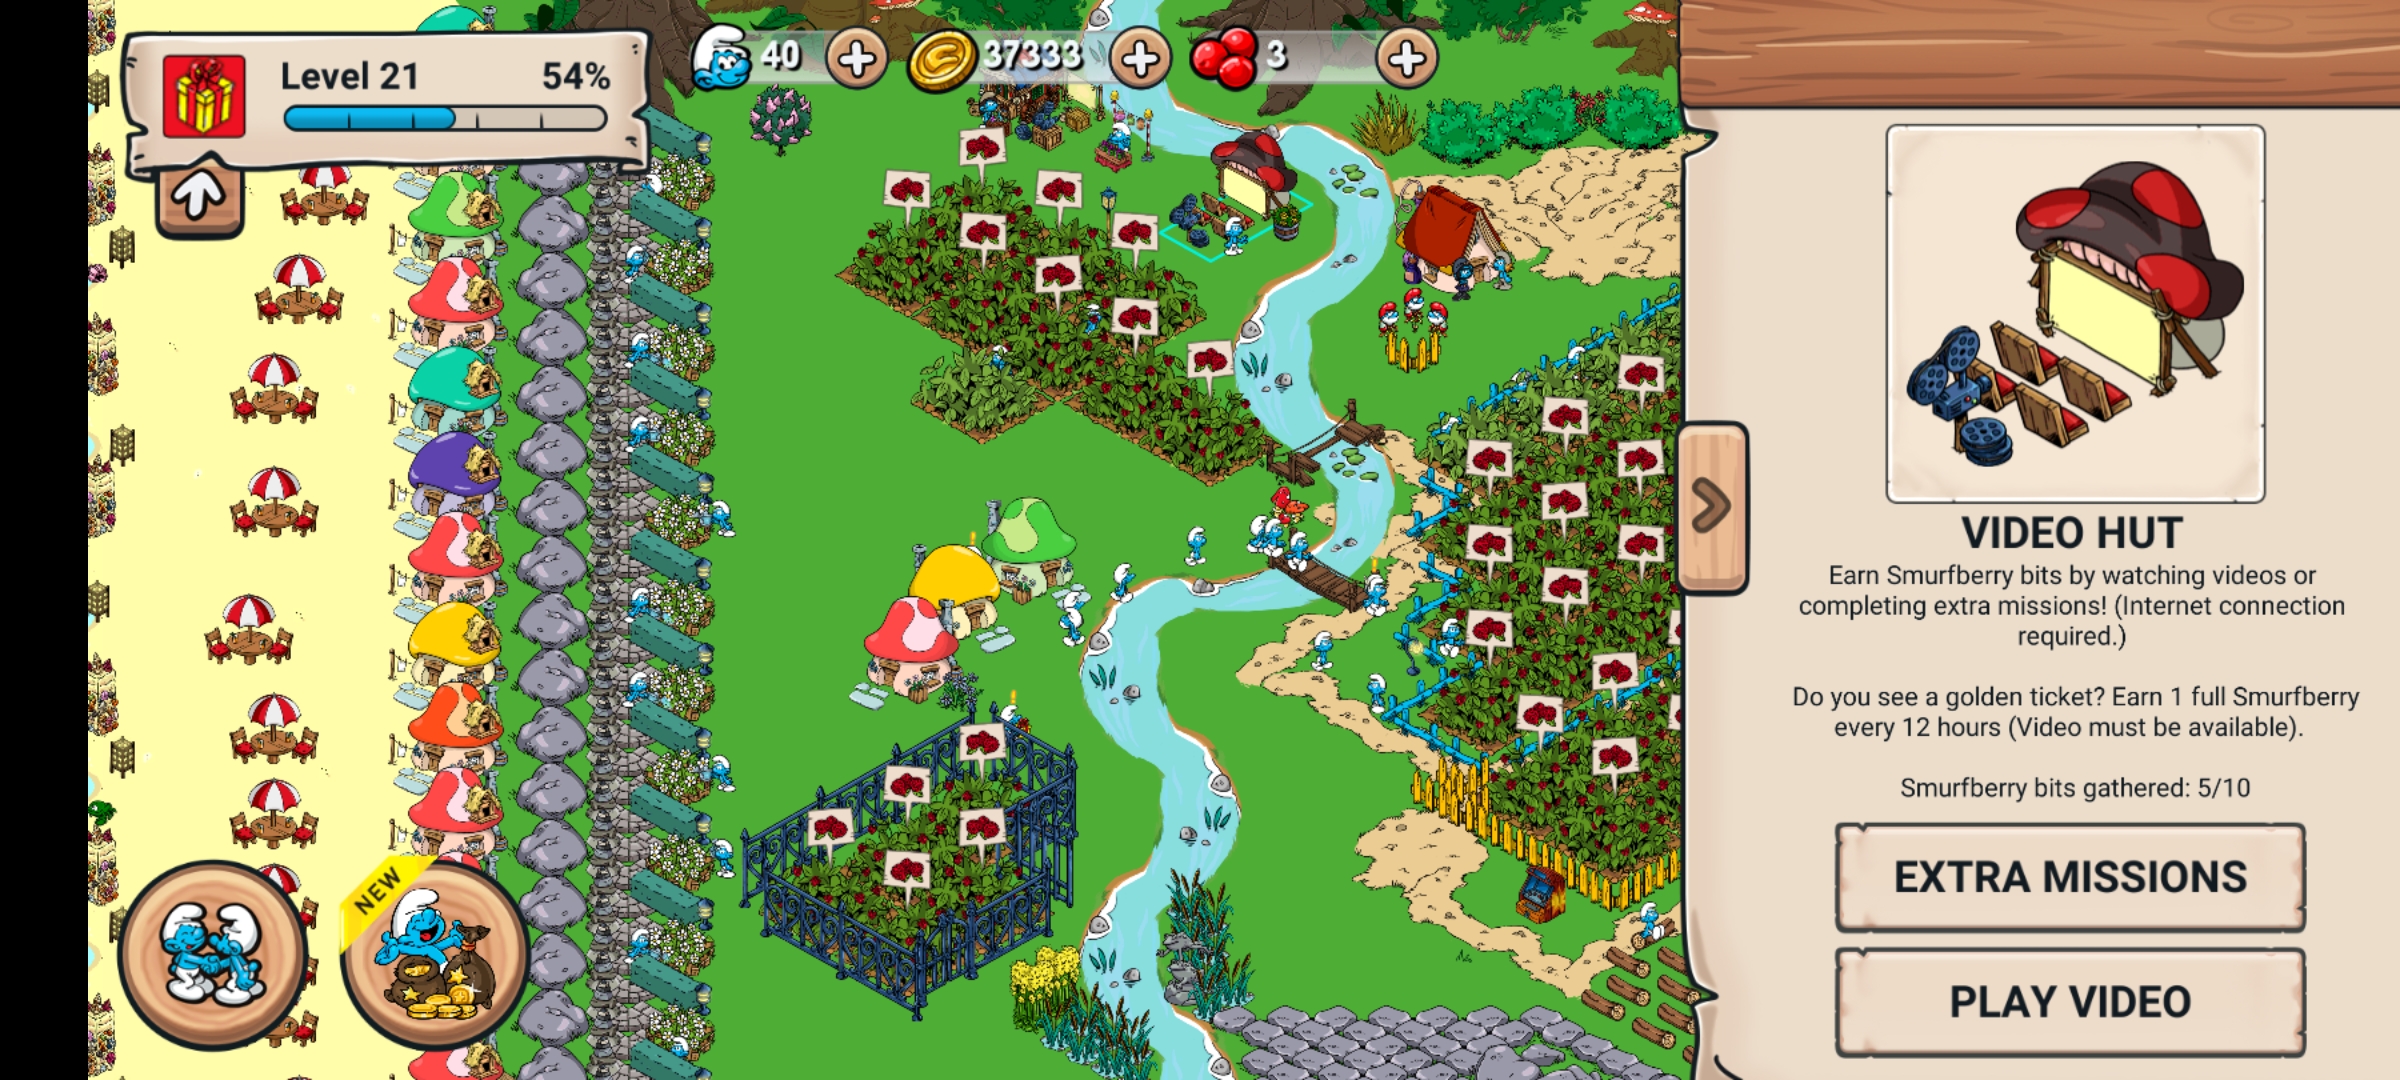 Level 21 54%
40 37333 3
VIDEO HUT
Earn Smurfberry bits by watching videos or
completing extra missions! (Internet connection
required.)
Do you see a golden ticket? Earn 1 full Smurfberry
every 12 hours (Video must be available).
Smurfberry bits gathered: 5/10
EXTRA MISSIONS
PLAY VIDEO
NEW